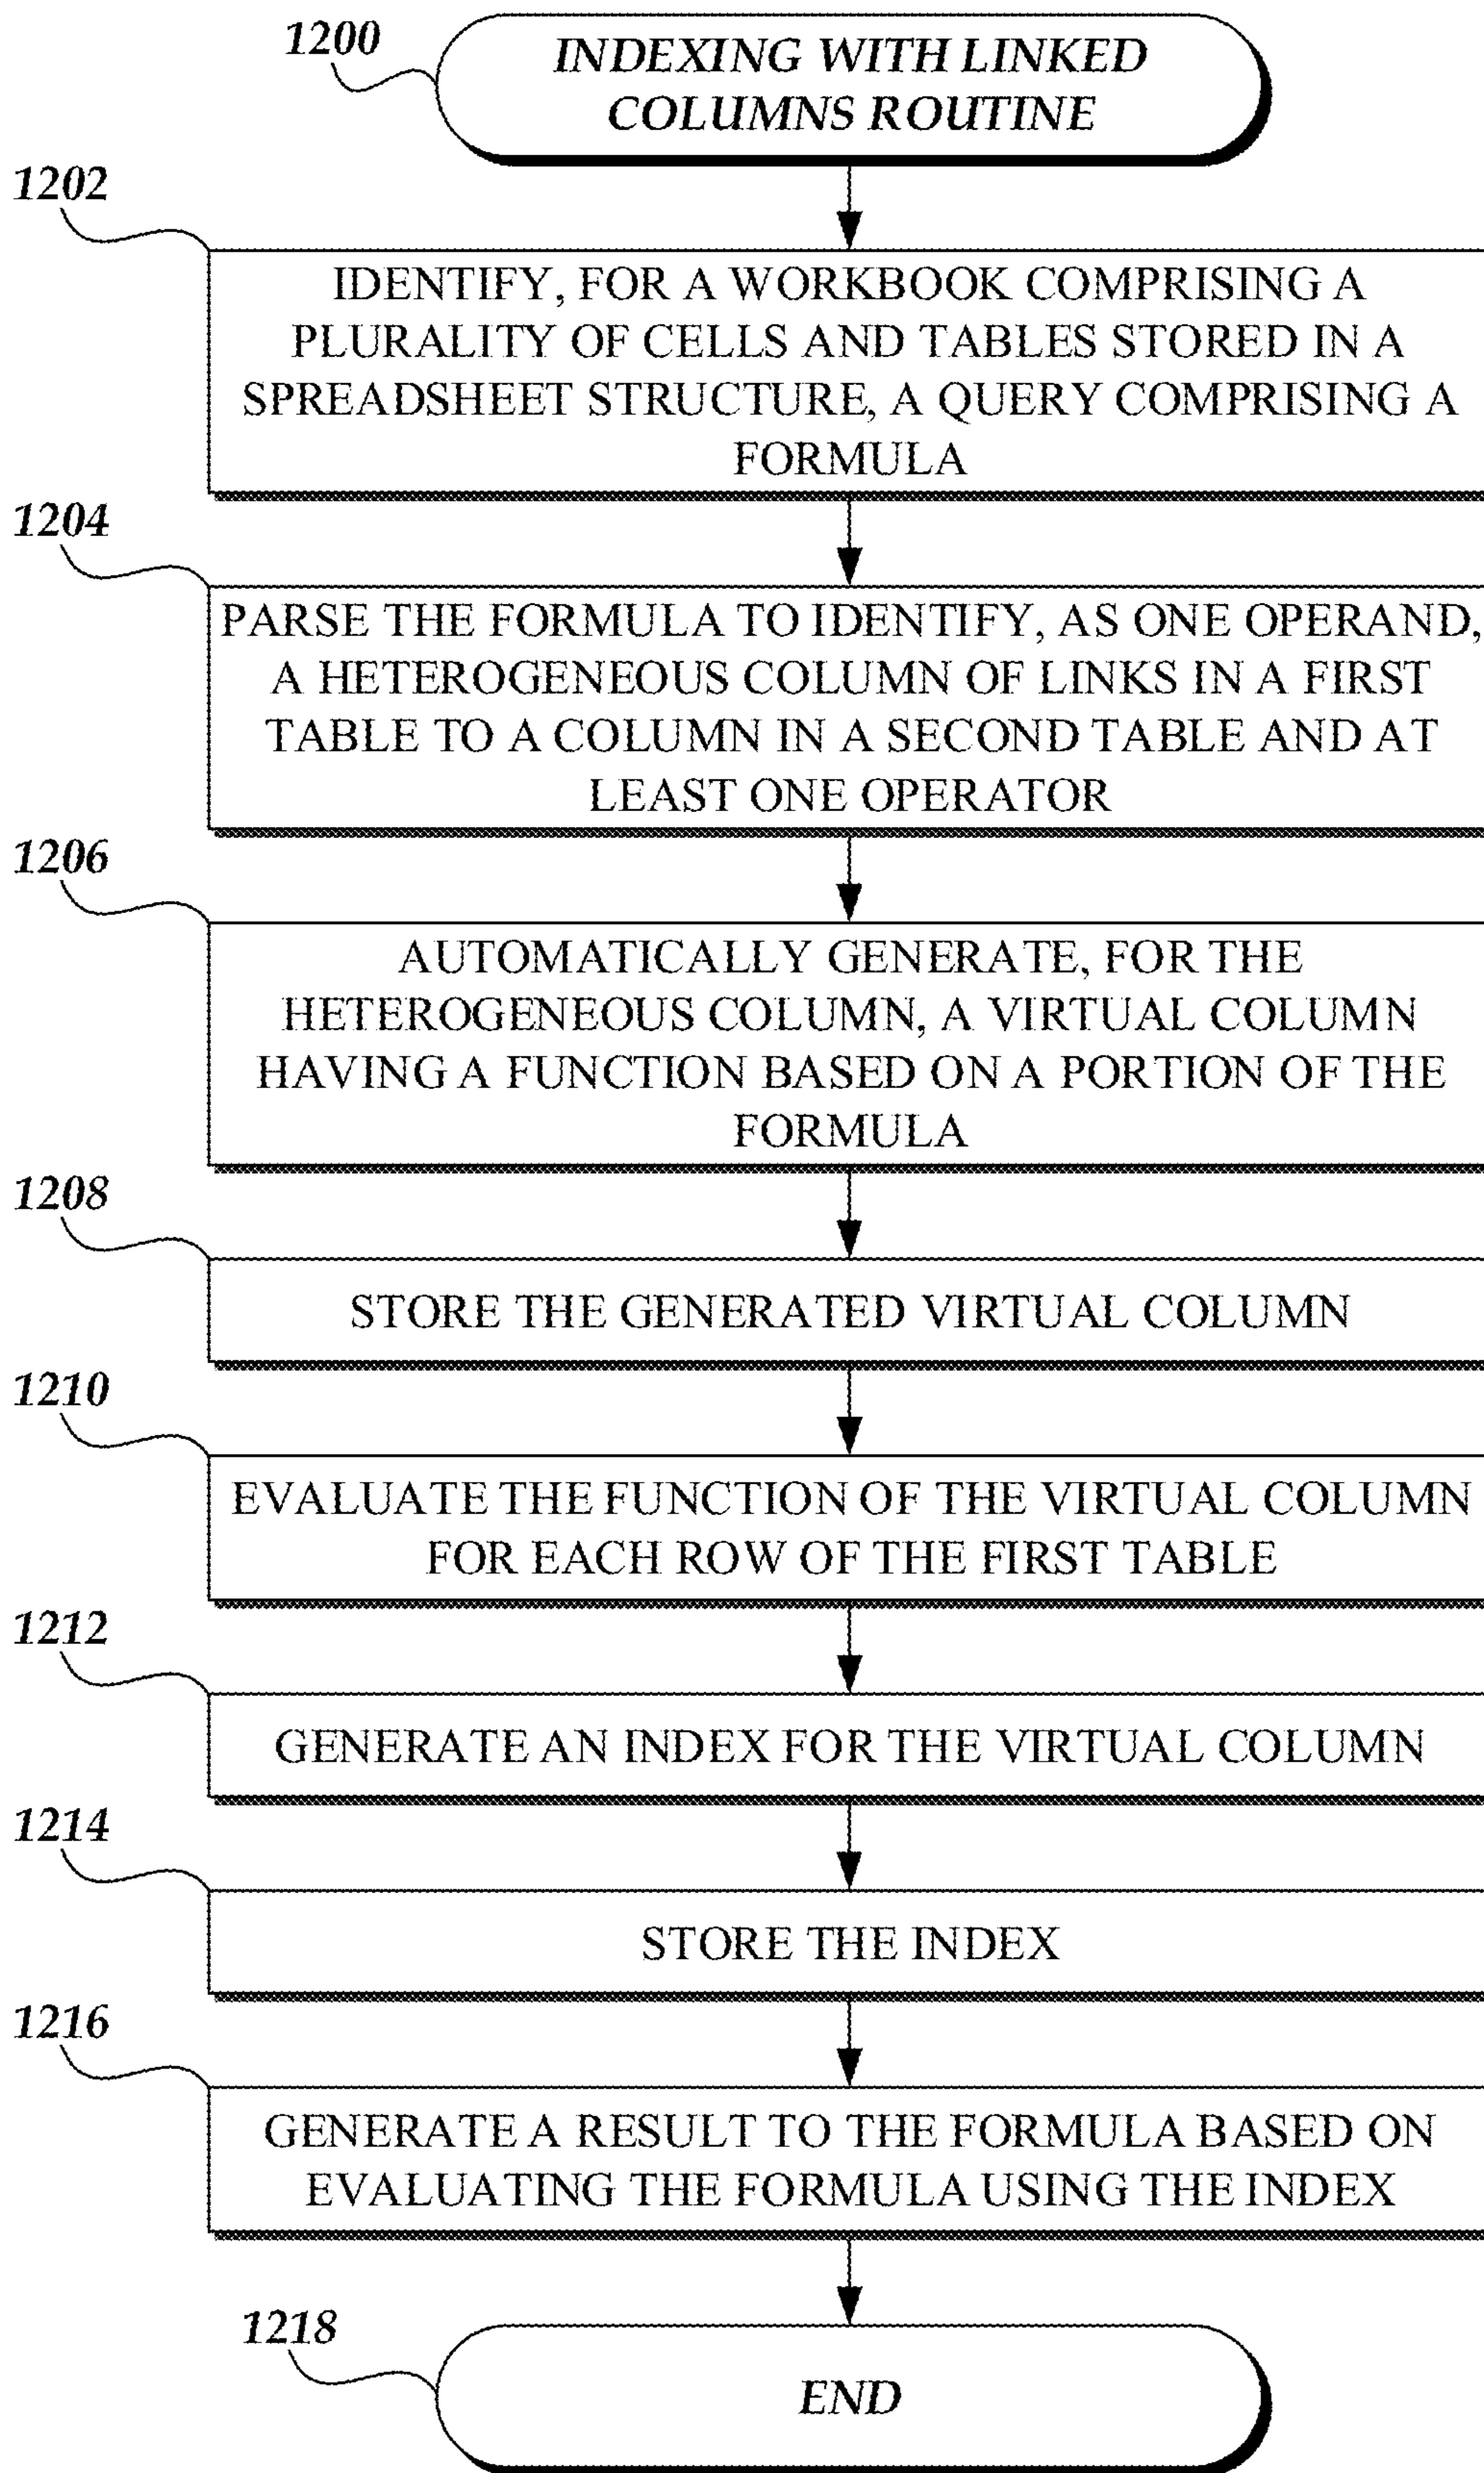 1200
INDEXING WITH LINKED
COLUMNS ROUTINE
1202
IDENTIFY, FOR A WORKBOOK COMPRISING A
PLURALITY OF CELLS AND TABLES STORED IN A
SPREADSHEET STRUCTURE, A QUERY COMPRISING A
FORMULA
1204
PARSE THE FORMULA TO IDENTIFY, AS ONE OPERAND,
A HETEROGENEOUS COLUMN OF LINKS IN A FIRST
TABLE TO A COLUMN IN A SECOND TABLE AND AT
LEAST ONE OPERATOR
1206
AUTOMATICALLY GENERATE, FOR THE
HETEROGENEOUS COLUMN, A VIRTUAL COLUMN
HAVING A FUNCTION BASED ON A PORTION OF THE
FORMULA
1208
STORE THE GENERATED VIRTUAL COLUMN
1210
EVALUATE THE FUNCTION OF THE VIRTUAL COLUMN
FOR EACH ROW OF THE FIRST TABLE
1212
GENERATE AN INDEX FOR THE VIRTUAL COLUMN
1214
STORE THE INDEX
1216
GENERATE A RESULT TO THE FORMULA BASED ON
EVALUATING THE FORMULA USING THE INDEX
1218
END